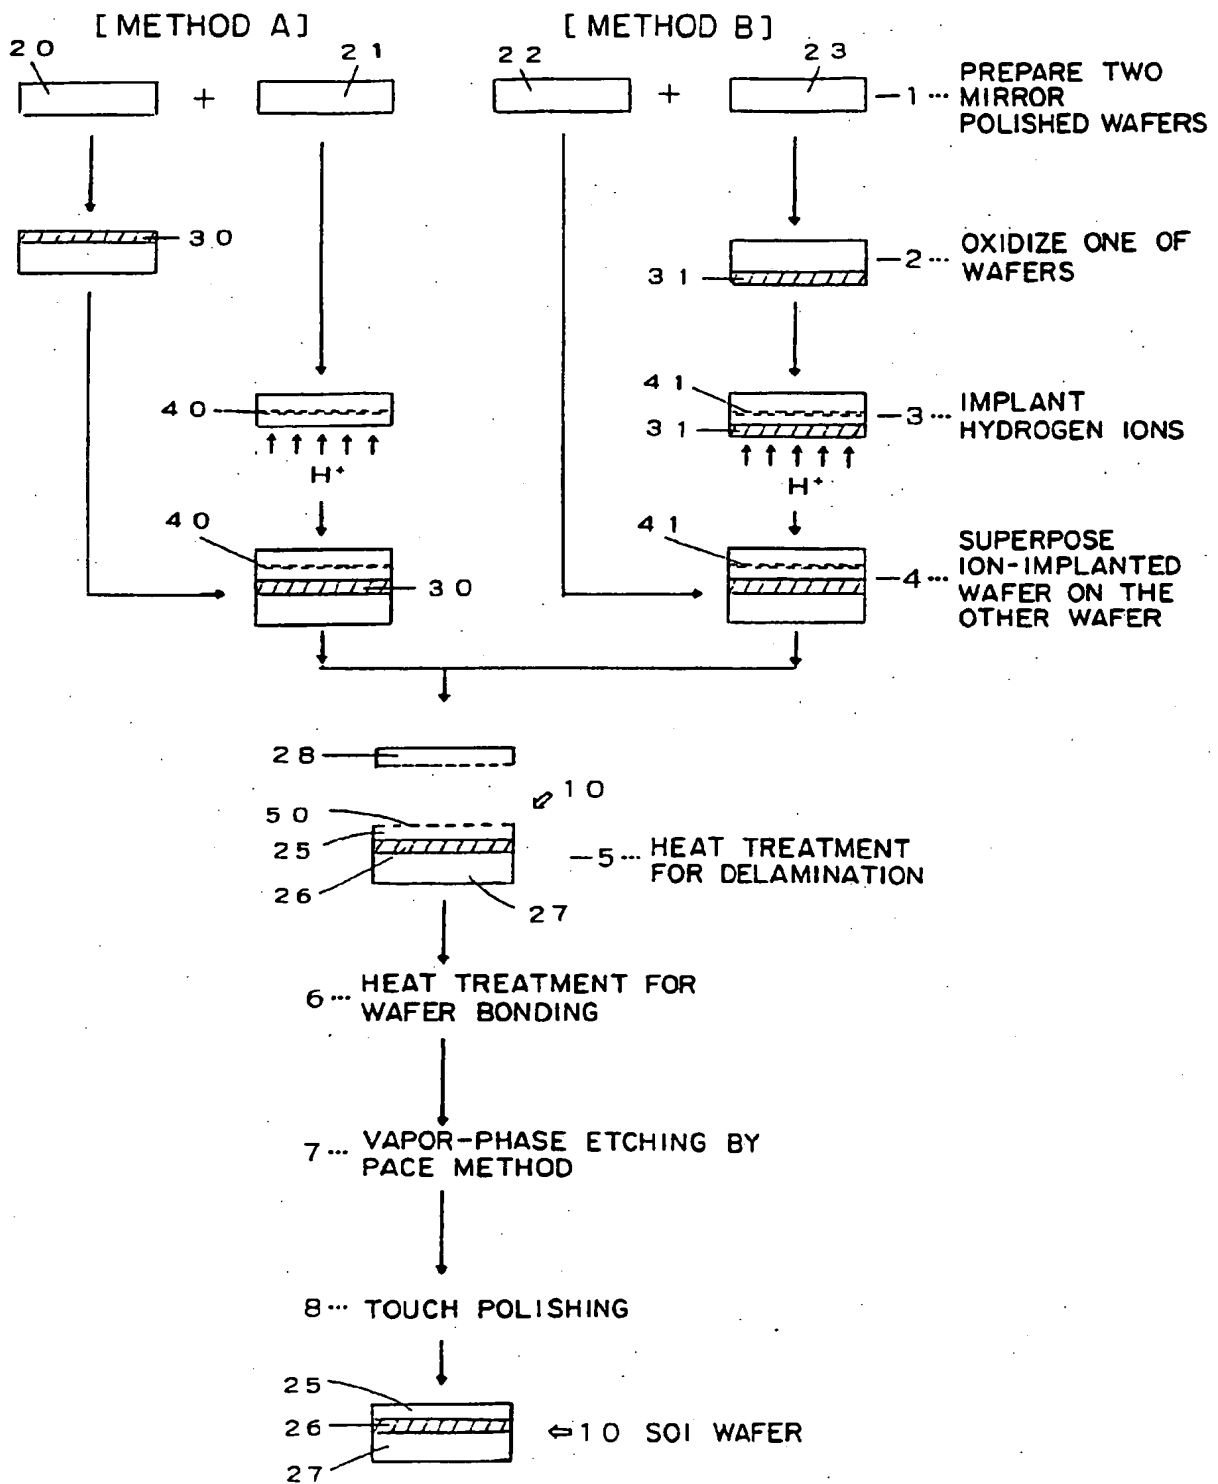 [METHOD A] [METHOD B]
20 21 22 23
+ +
1… PREPARE TWO
MIRROR
POLISHED WAFERS
30
31
2… OXIDIZE ONE OF
WAFERS
40
41
31
3… IMPLANT
HYDROGEN IONS
H+ H+
40 41
30
4… SUPERPOSE
ION-IMPLANTED
WAFER ON THE
OTHER WAFER
28
10
50
25
26
27
5… HEAT TREATMENT
FOR DELAMINATION
6… HEAT TREATMENT FOR
WAFER BONDING
7… VAPOR-PHASE ETCHING BY
PACE METHOD
8… TOUCH POLISHING
25
26
27
10 SOI WAFER